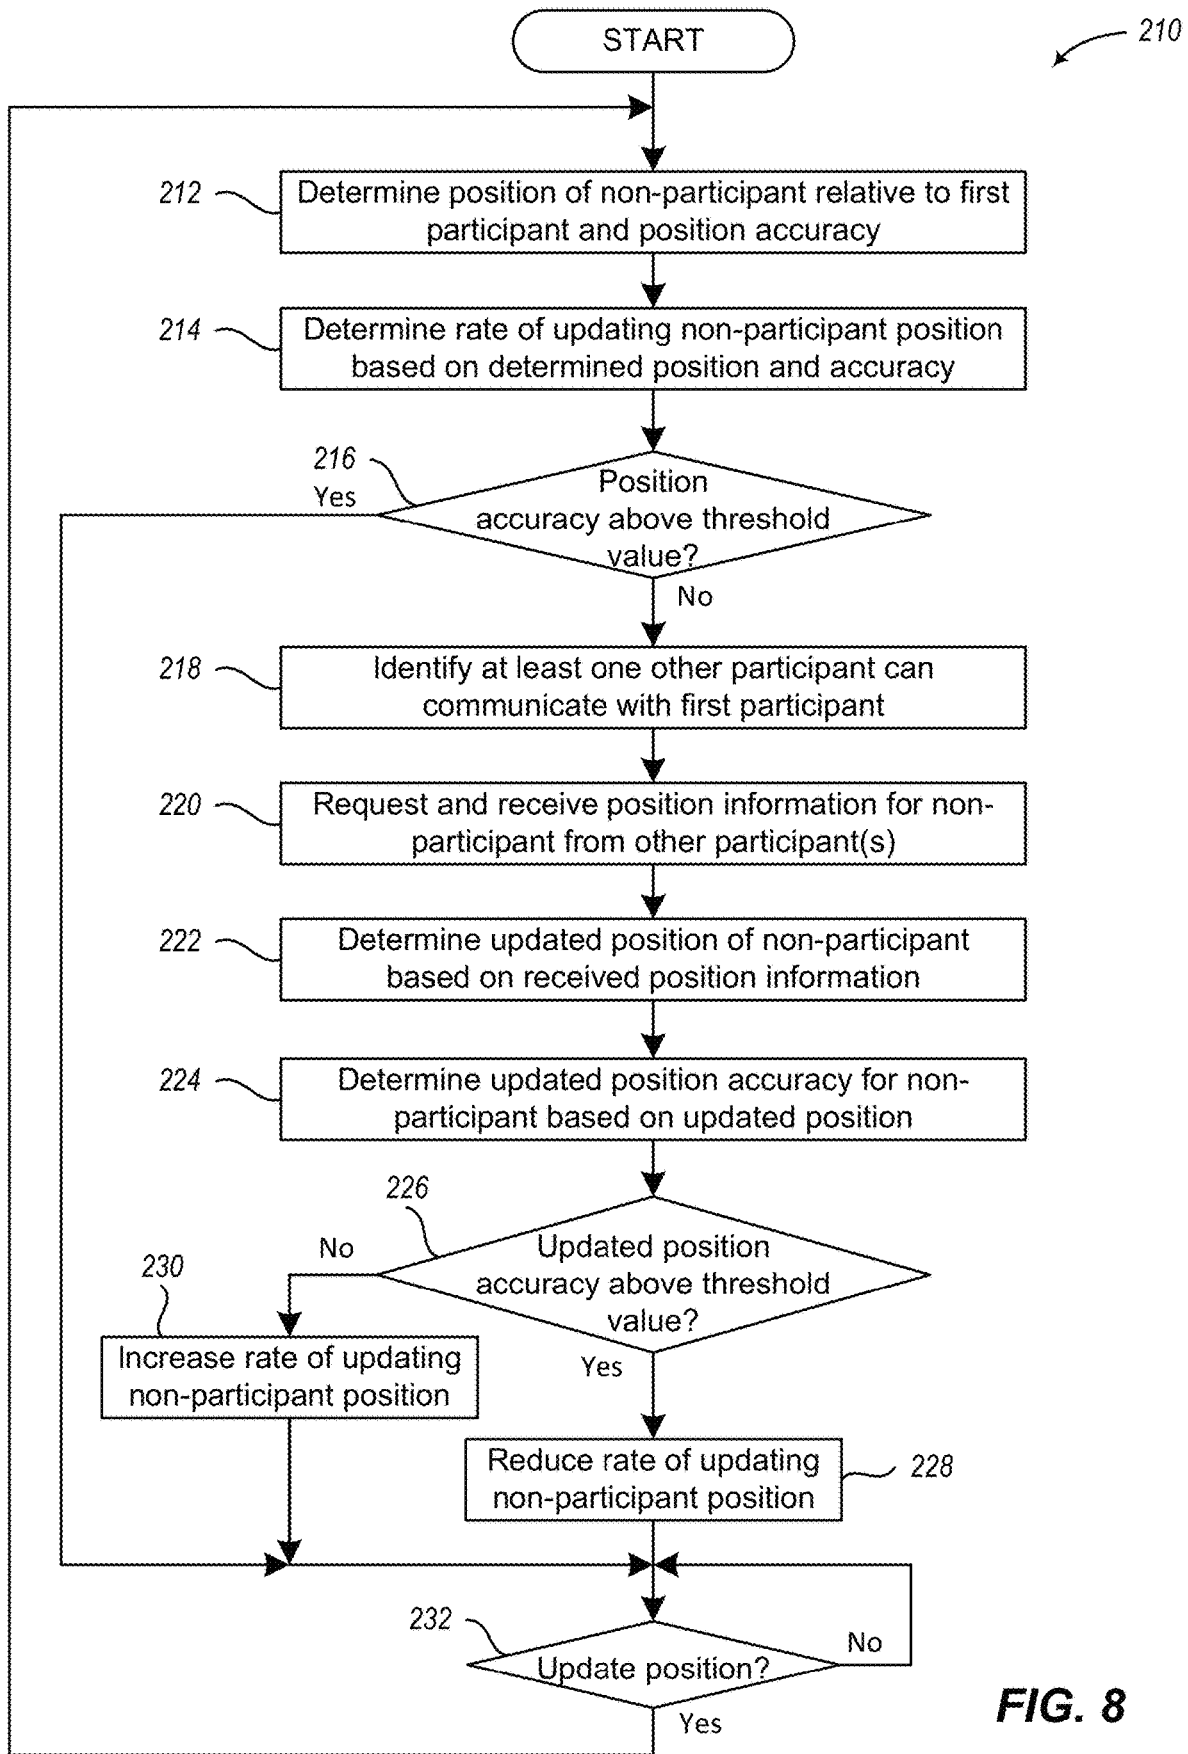 START
210
212
Determine position of non-participant relative to first
participant and position accuracy
214
Determine rate of updating non-participant position
based on determined position and accuracy
216
Yes
Position
accuracy above threshold
value?
No
218
Identify at least one other participant can
communicate with first participant
220
Request and receive position information for non-
participant from other participant(s)
222
Determine updated position of non-participant
based on received position information
224
Determine updated position accuracy for non-
participant based on updated position
226
No
Updated position
accuracy above threshold
value?
230
Increase rate of updating
non-participant position
Yes
Reduce rate of updating
non-participant position
228
232
Update position?
No
Yes
FIG. 8